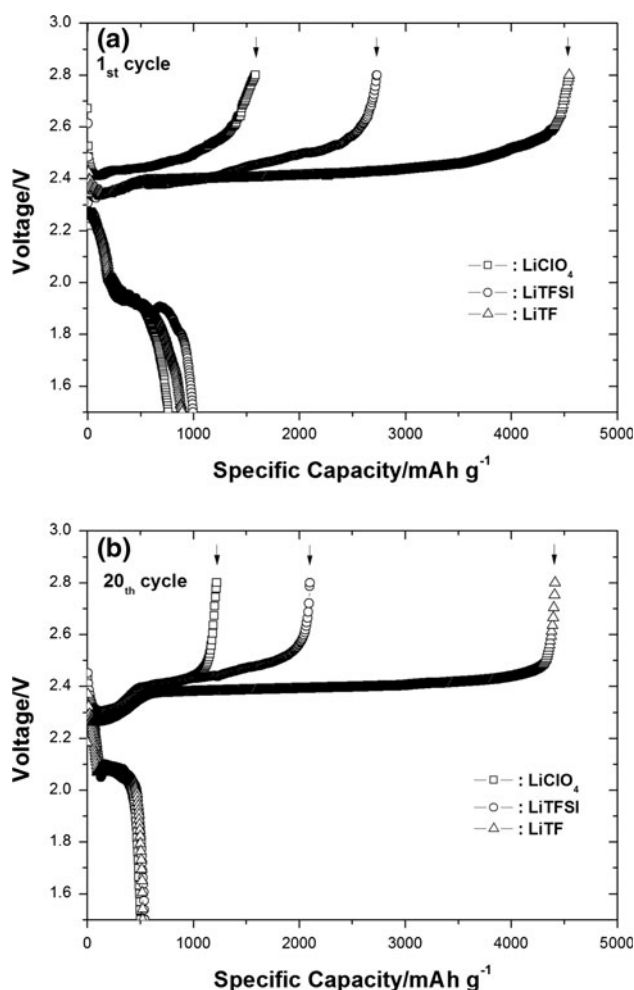 (a)
1st cycle
3.0
2.8
2.6
2.4
2.2
2.0
1.8
1.6
Voltage/V
: LiClO4
: LiTFSI
: LiTF
0 1000 2000 3000 4000 5000
Specific Capacity/mAh g-1
(b)
20th cycle
3.0
2.8
2.6
2.4
2.2
2.0
1.8
1.6
Voltage/V
: LiClO4
: LiTFSI
: LiTF
0 1000 2000 3000 4000 5000
Specific Capacity/mAh g-1